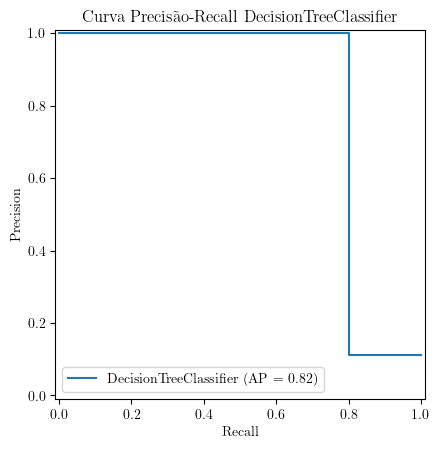 Curva Precisão-Recall DecisionTreeClassifier
1.0
0.8
0.6
0.4
0.2
0.0
Precision
DecisionTreeClassifier (AP = 0.82)
0.0 0.2 0.4 0.6 0.8 1.0
Recall